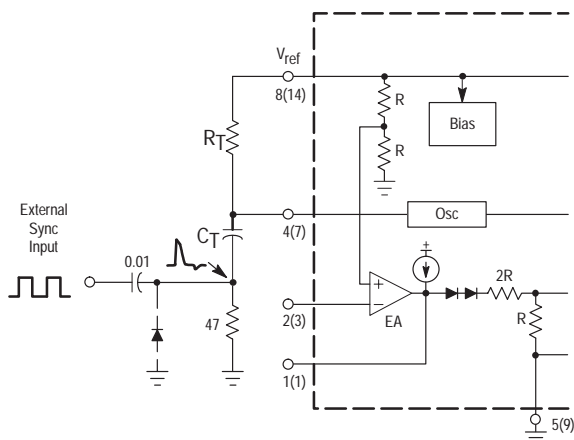 Vref
8(14)
R
Bias
RT
R
External
Sync
Input
CT
4(7)
Osc
0.01
+
2R
+
−
47
2(3)
EA
R
1(1)
5(9)